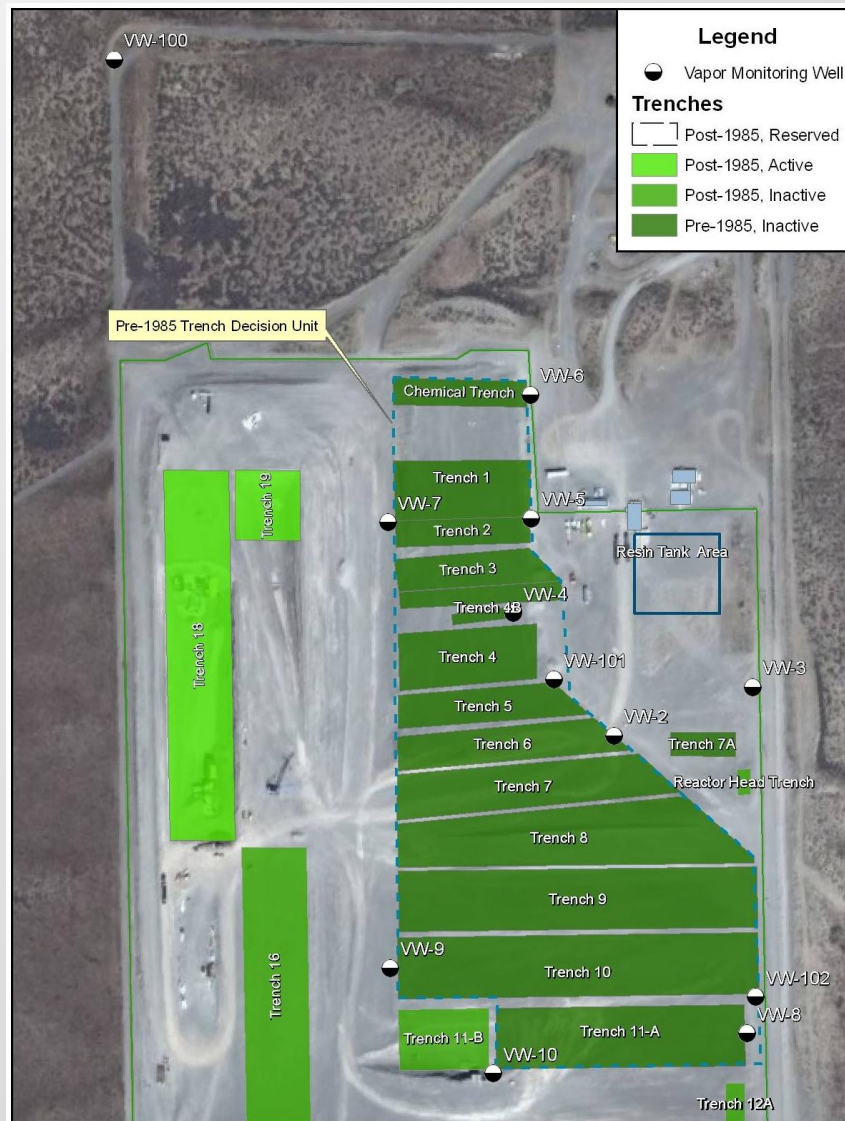 VW-100
Legend
Vapor Monitoring Well
Trenches
Post-1985, Reserved
Post-1985, Active
Post-1985, Inactive
Pre-1985, Inactive
Pre-1985 Trench Decision Unit
VW-6
Chemical Trench
Trench 1
Trench 19
VW-7
VW-5
Trench 2
Resin Tank Area
Trench 3
VW-4
Trench 4B
Trench 18
Trench 4
VW-101
VW-3
Trench 5
VW-2
Trench 6
Trench 7A
Trench 7
Reactor Head Trench
Trench 8
Trench 9
VW-9
Trench 10
Trench 16
VW-102
VW-8
Trench 11-B
Trench 11-A
VW-10
Trench 12A